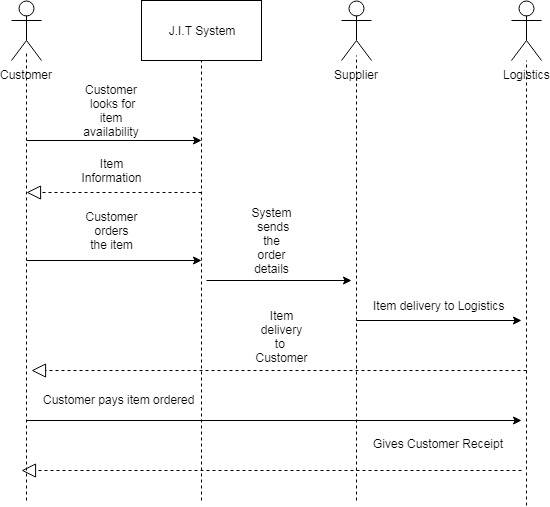 J.I.T System
Customer
Supplier
Logistics
Customer
looks for
item
availability
Item
Information
Customer
orders
the item
System
sends
the
order
details
Item delivery to Logistics
Item
delivery
to
Customer
Customer pays item ordered
Gives Customer Receipt